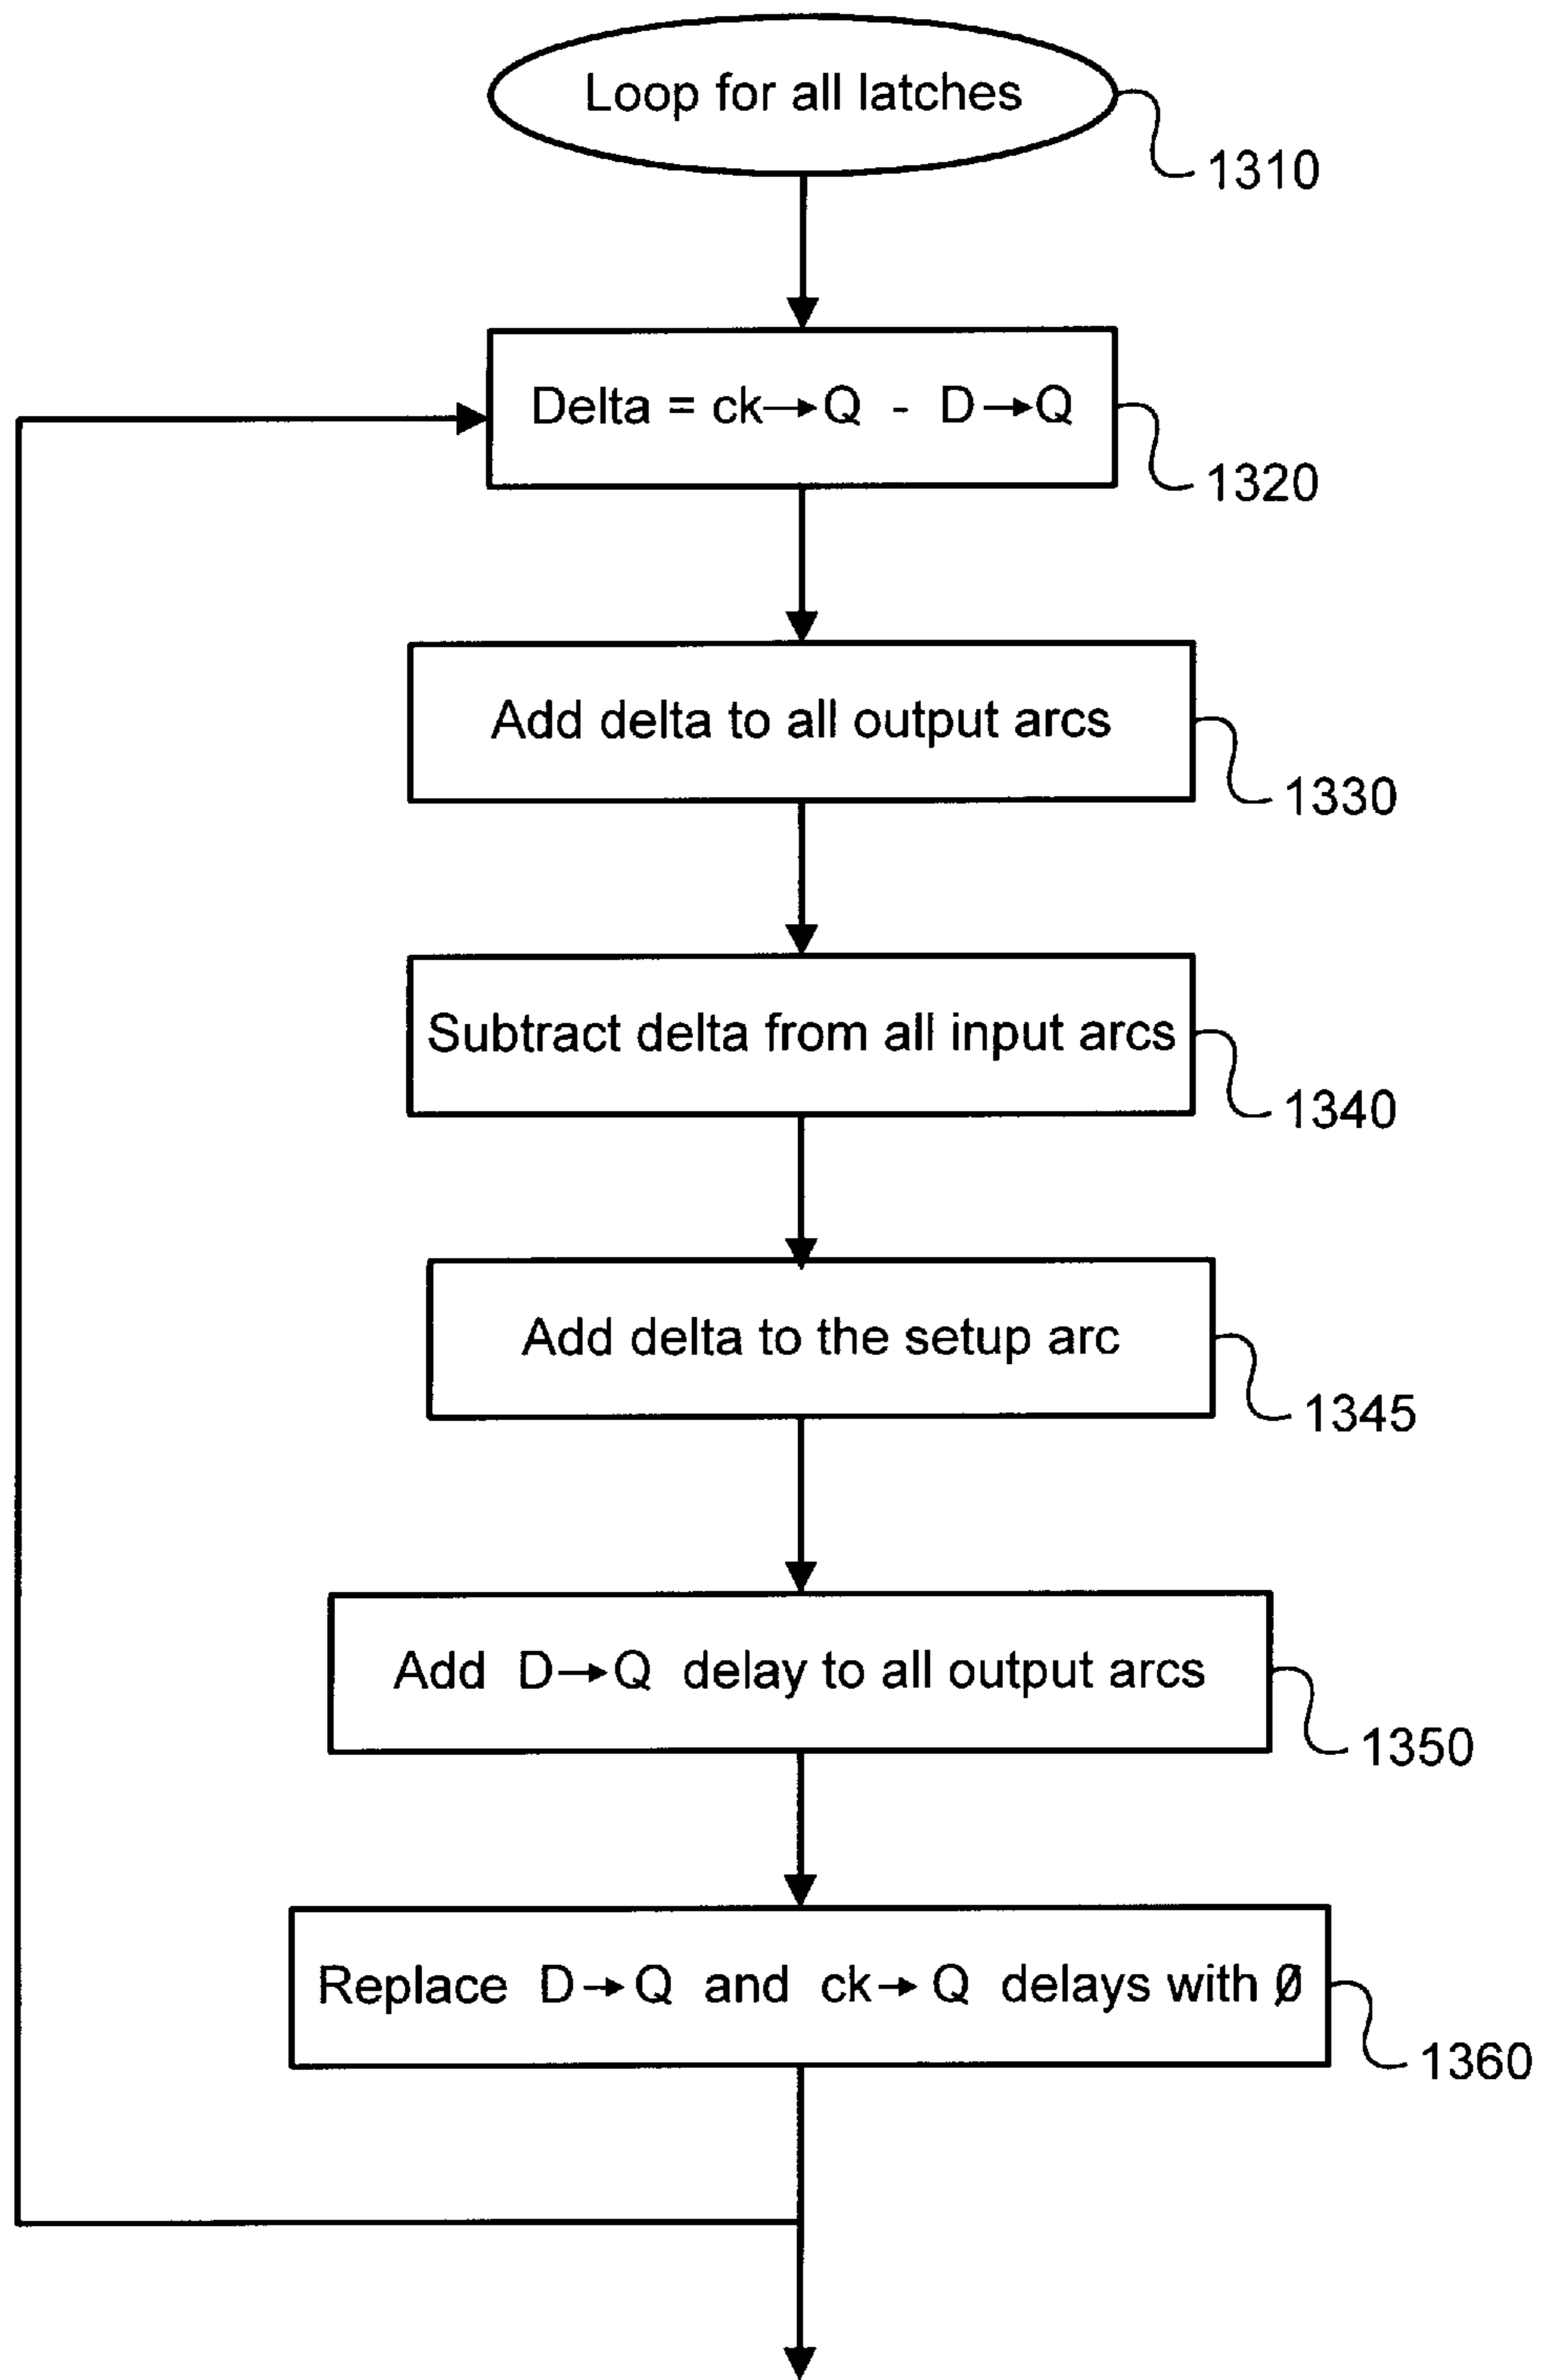 Loop for all latches
1310
Delta = ck→Q - D→Q
1320
Add delta to all output arcs
1330
Subtract delta from all input arcs
1340
Add delta to the setup arc
1345
Add D→Q delay to all output arcs
1350
Replace D→Q and ck→Q delays with Ø
1360